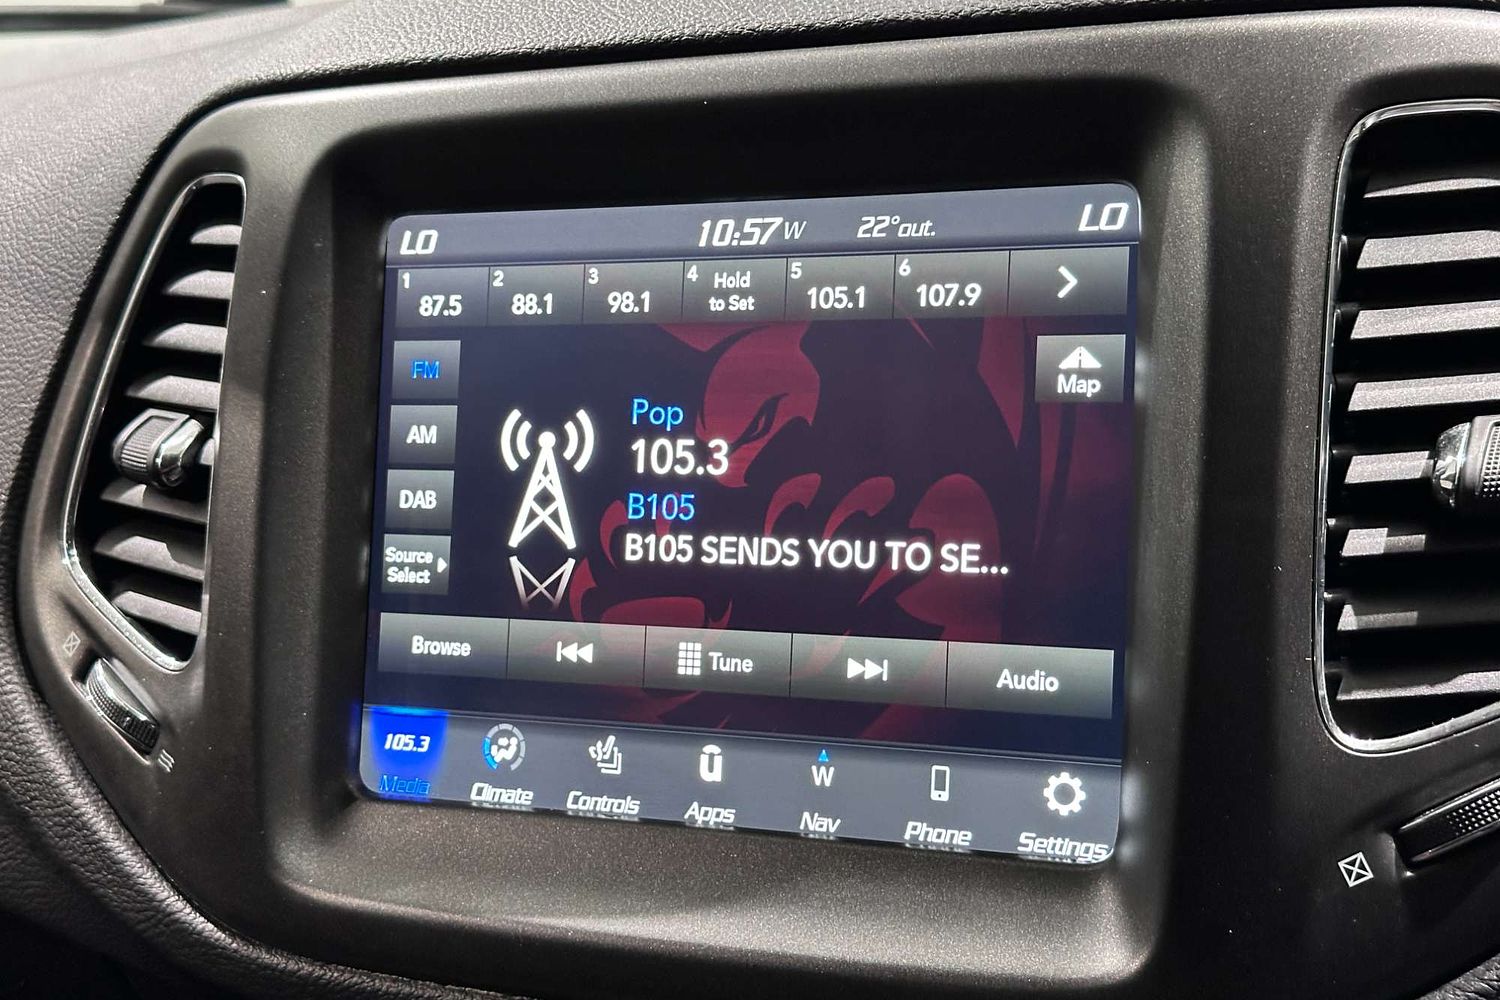 LO 10:57 W 22° out. LO
1 87.5 2 88.1 3 98.1 4 Hold to Set 5 105.1 6 107.9
FM
AM
DAB
Source
Select
Pop
105.3
B105
B105 SENDS YOU TO SE...
Map
Browse Tune Audio
105.3 W
Media Climate Controls Apps Nav Phone Settings